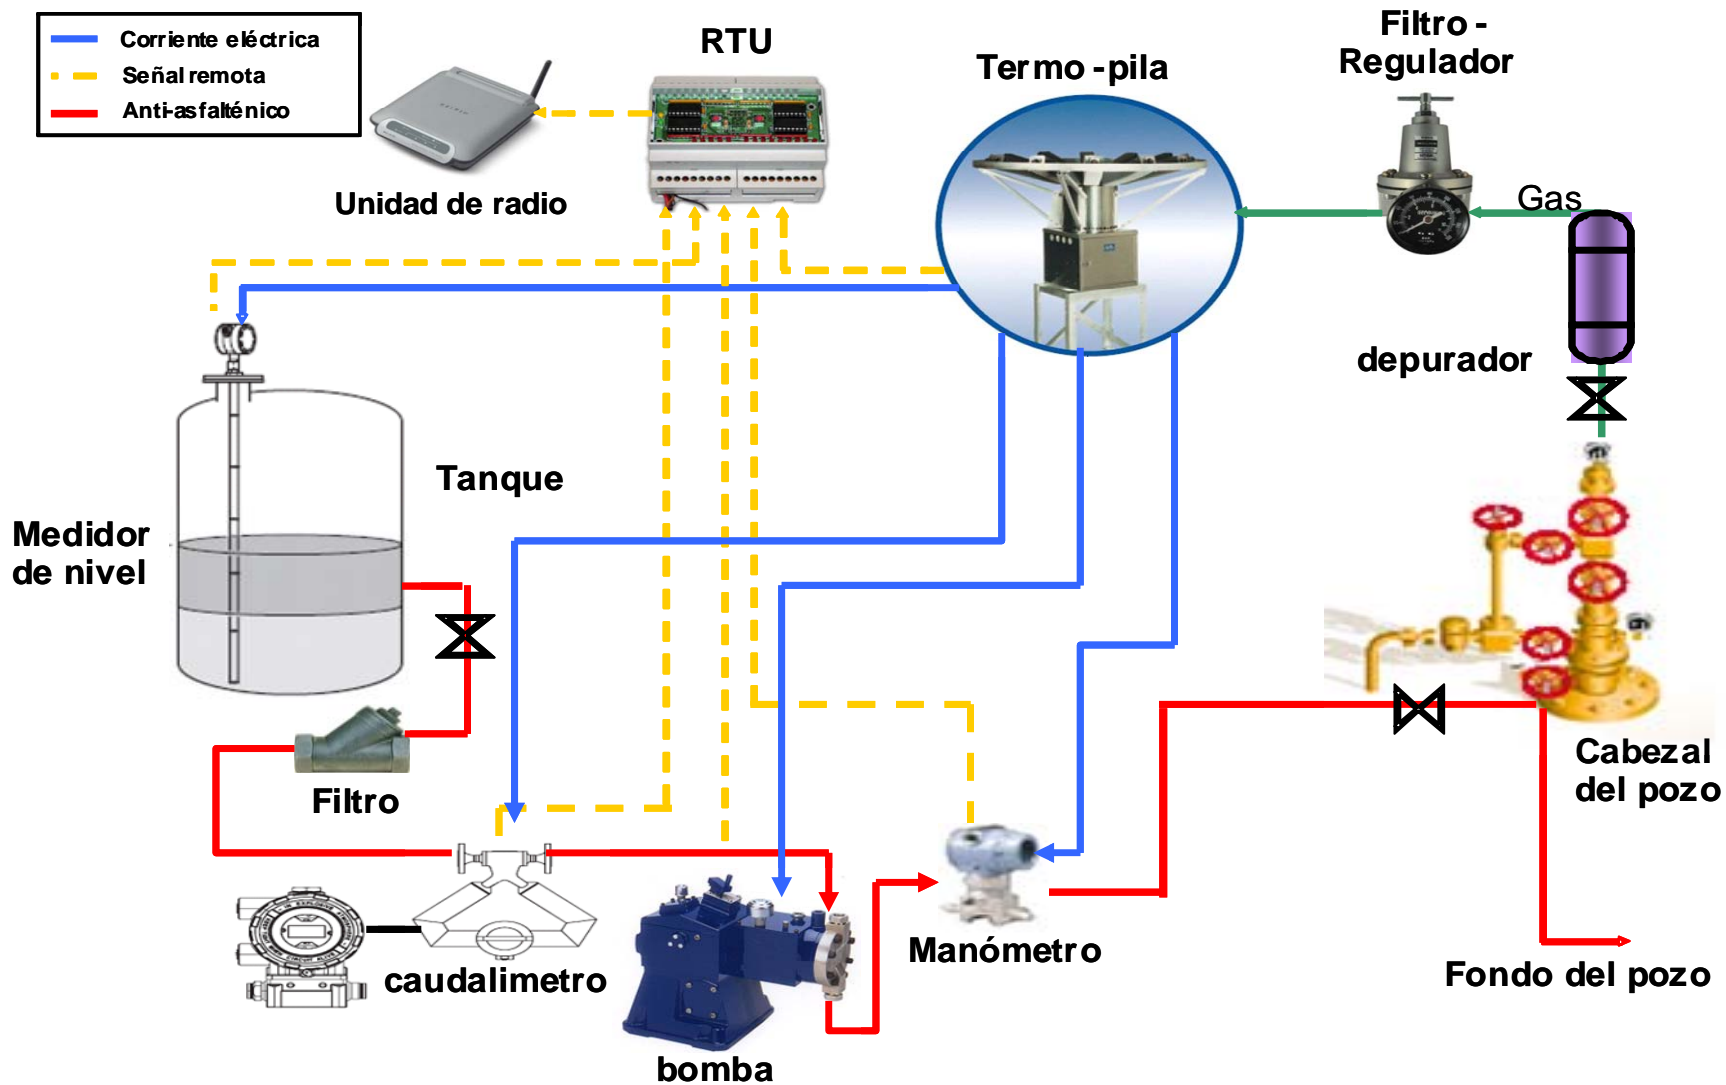 Corriente eléctrica
Señal remota
Anti-asfalténico
RTU
Unidad de radio
Termo -pila
Filtro -
Regulador
Gas
depurador
Tanque
Medidor
de nivel
Filtro
caudalimetro
bomba
Manómetro
Cabezal
del pozo
Fondo del pozo